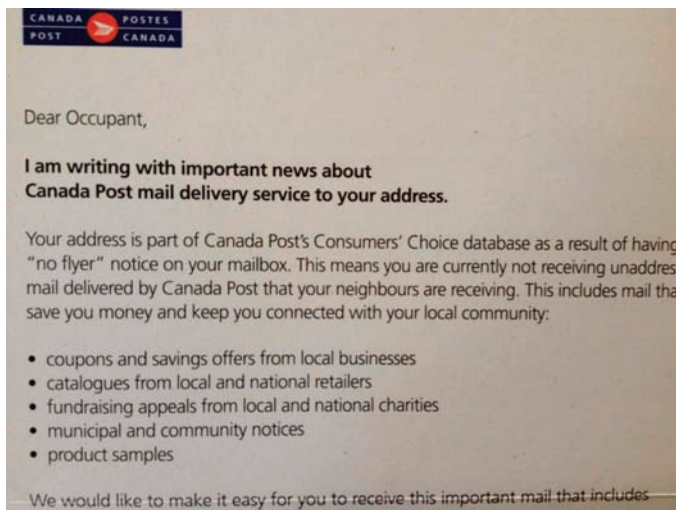 CANADA POSTES
POST CANADA
Dear Occupant,
I am writing with important news about
Canada Post mail delivery service to your address.
Your address is part of Canada Post's Consumers' Choice database as a result of having
"no flyer" notice on your mailbox. This means you are currently not receiving unaddres
mail delivered by Canada Post that your neighbours are receiving. This includes mail tha
save you money and keep you connected with your local community:
• coupons and savings offers from local businesses
• catalogues from local and national retailers
• fundraising appeals from local and national charities
• municipal and community notices
• product samples
We would like to make it easy for you to receive this important mail that includes